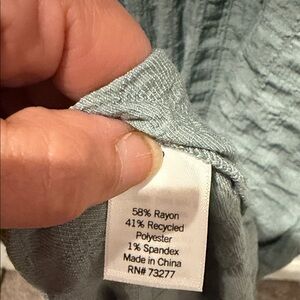 58% Rayon
41% Recycled
Polyester
1% Spandex
Made in China
RN# 73277